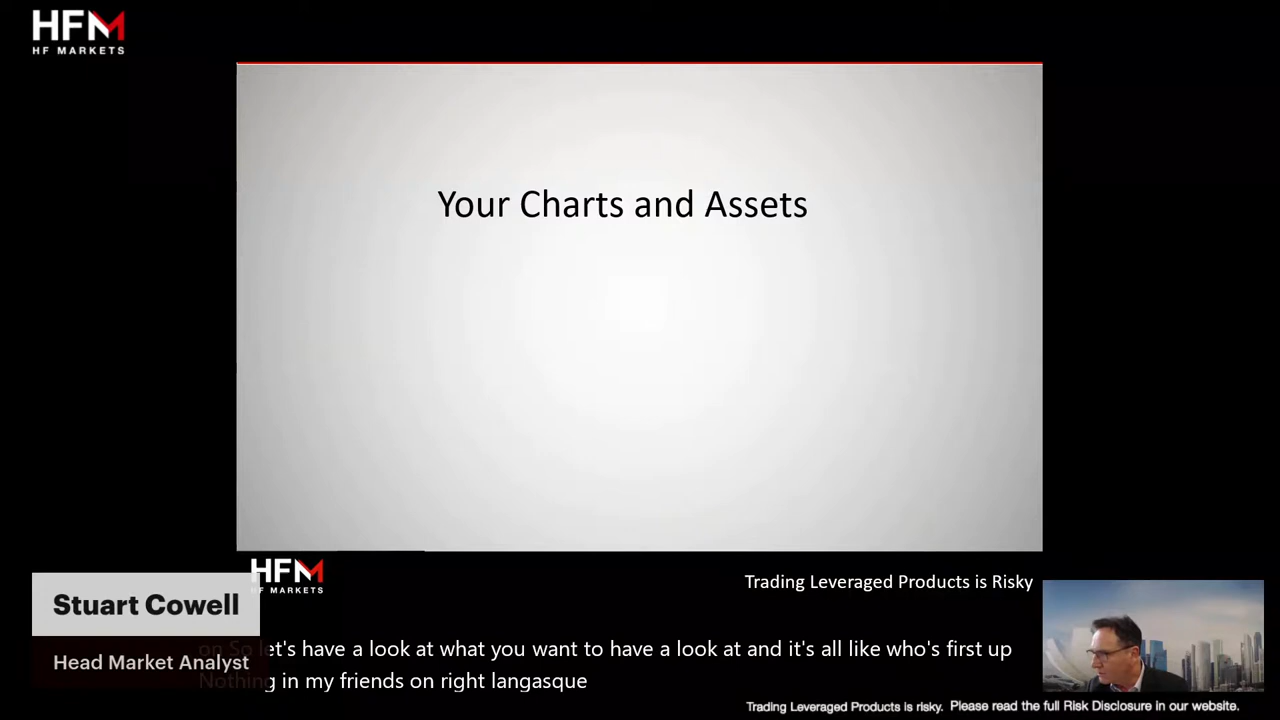 HFM
HF MARKETS
Your Charts and Assets
HFM
HF MARKETS
Trading Leveraged Products is Risky
Stuart Cowell
Head Market Analyst
on So let's have a look at what you want to have a look at and it's all like who's first up
Nothing in my friends on right langasque
Trading Leveraged Products is risky. Please read the full Risk Disclosure in our website.